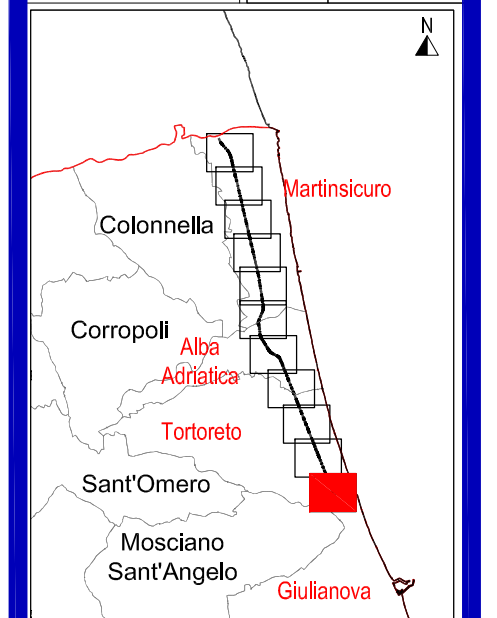 N
Martinsicuro
Colonnella
Corropoli
Alba
Adriatica
Tortoreto
Sant'Omero
Mosciano
Sant'Angelo
Giulianova